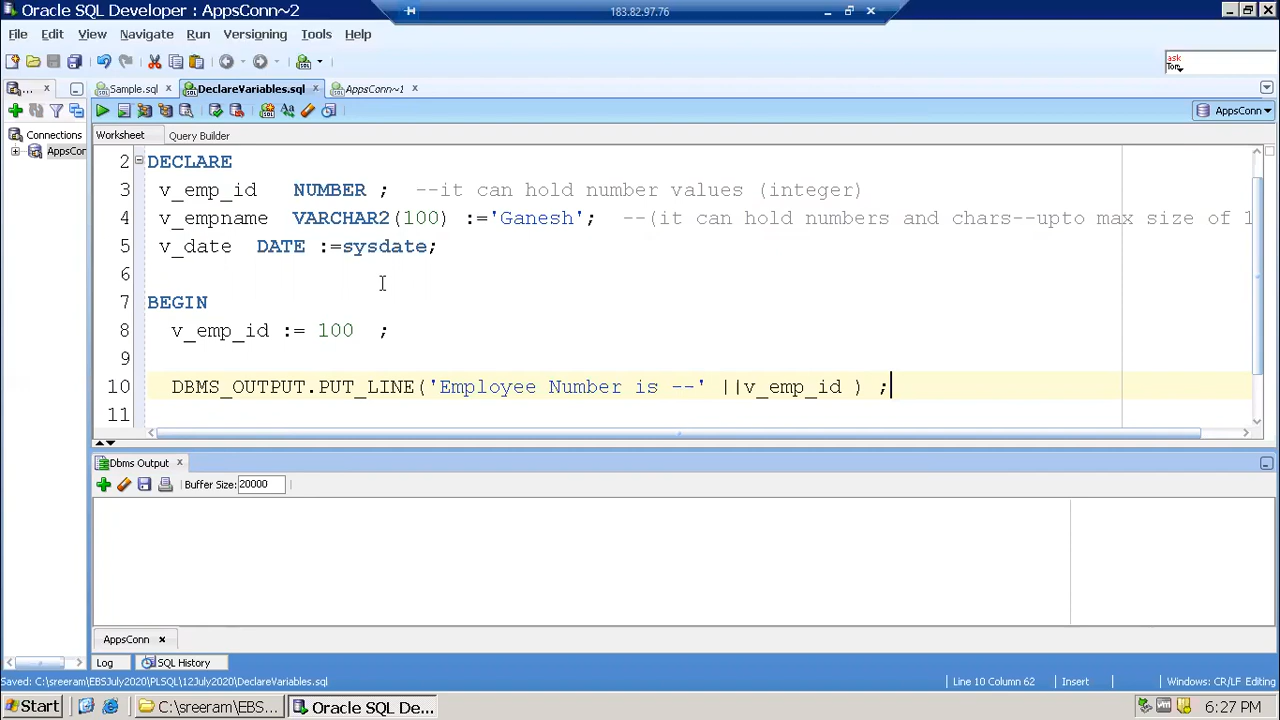 Oracle SQL Developer : AppsConn~2
183.82.97.76
File Edit View Navigate Run Versioning Tools Help
ask
Tom
... Sample.sql DeclareVariables.sql AppsConn~1
AppsConn
Connections
AppsCon
Worksheet Query Builder
2 DECLARE
3 v_emp_id NUMBER ; --it can hold number values (integer)
4 v_empname VARCHAR2(100) :='Ganesh'; --(it can hold numbers and chars--upto max size of 1
5 v_date DATE :=sysdate;
6
7 BEGIN
8 v_emp_id := 100 ;
9
10 DBMS_OUTPUT.PUT_LINE('Employee Number is --' ||v_emp_id ) ;
11
Dbms Output
Buffer Size: 20000
AppsConn
Log SQL History
Saved: C:\sreeram\EBSJuly2020\PLSQL\12July2020\DeclareVariables.sql Line 10 Column 62 Insert Windows: CR/LF Editing
Start C:\sreeram\EBS... Oracle SQL De... 6:27 PM